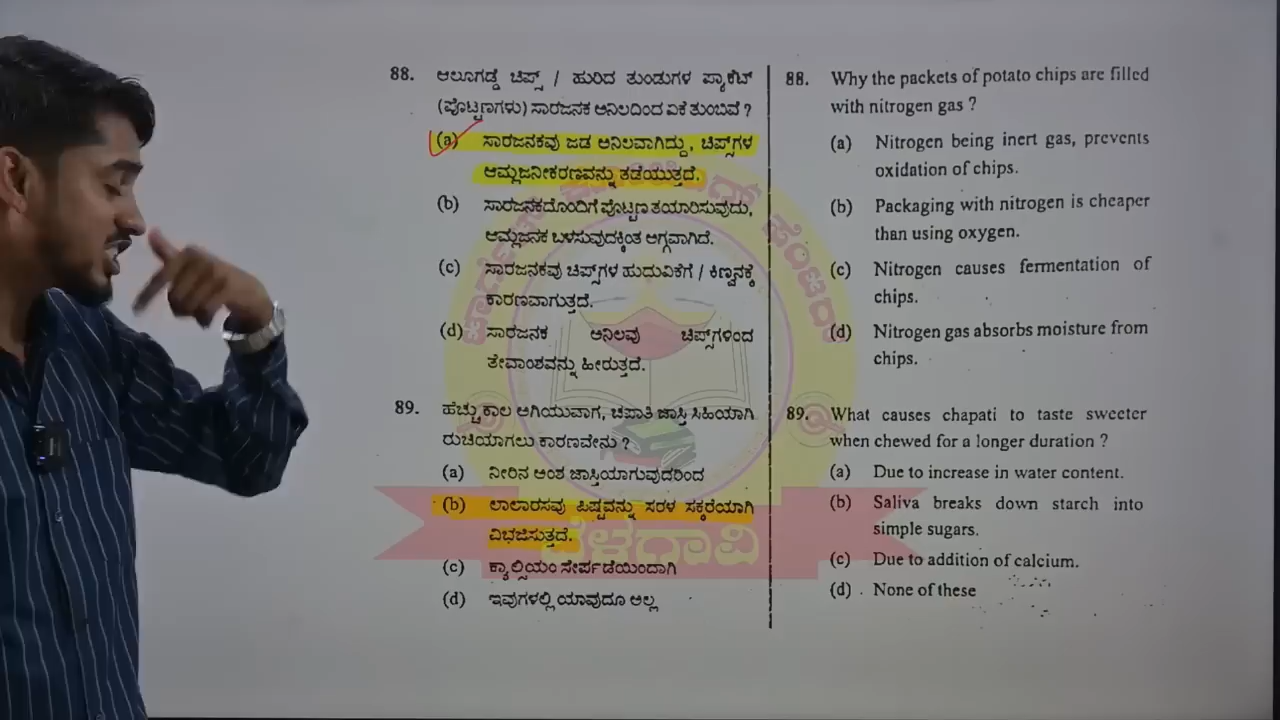 88. ಆಲೂಗಡ್ಡೆ ಚಿಪ್ಸ್ / ಹುರಿದ ತುಂಡುಗಳ ಪ್ಯಾಕೆಟ್
(ಪೊಟ್ಟಣಗಳು) ಸಾರಜನಕ ಅನಿಲದಿಂದ ಏಕೆ ತುಂಬಿವೆ ?
(a) ಸಾರಜನಕವು ಜಡ ಅನಿಲವಾಗಿದ್ದು, ಚಿಪ್ಸ್‌ಗಳ
ಆಮ್ಲಜನೀಕರಣವನ್ನು ತಡೆಯುತ್ತದೆ.
(b) ಸಾರಜನಕದೊಂದಿಗೆ ಪೊಟ್ಟಣ ತಯಾರಿಸುವುದು,
ಆಮ್ಲಜನಕ ಬಳಸುವುದಕ್ಕಿಂತ ಅಗ್ಗವಾಗಿದೆ.
(c) ಸಾರಜನಕವು ಚಿಪ್ಸ್‌ಗಳ ಹುದುವಿಕೆಗೆ / ಕಿಣ್ವನಕ್ಕೆ
ಕಾರಣವಾಗುತ್ತದೆ.
(d) ಸಾರಜನಕ ಅನಿಲವು ಚಿಪ್ಸ್‌ಗಳಿಂದ
ತೇವಾಂಶವನ್ನು ಹೀರುತ್ತದೆ.
89. ಹೆಚ್ಚು ಕಾಲ ಅಗಿಯುವಾಗ, ಚಪಾತಿ ಜಾಸ್ತಿ ಸಿಹಿಯಾಗಿ
ರುಚಿಯಾಗಲು ಕಾರಣವೇನು ?
(a) ನೀರಿನ ಅಂಶ ಜಾಸ್ತಿಯಾಗುವುದರಿಂದ
(b) ಲಾಲಾರಸವು ಪಿಷ್ಟವನ್ನು ಸರಳ ಸಕ್ಕರೆಯಾಗಿ
ವಿಭಜಿಸುತ್ತದೆ.
(c) ಕ್ಯಾಲ್ಸಿಯಂ ಸೇರ್ಪಡೆಯಿಂದಾಗಿ
(d) ಇವುಗಳಲ್ಲಿ ಯಾವುದೂ ಅಲ್ಲ
88. Why the packets of potato chips are filled
with nitrogen gas ?
(a) Nitrogen being inert gas, prevents
oxidation of chips.
(b) Packaging with nitrogen is cheaper
than using oxygen.
(c) Nitrogen causes fermentation of
chips.
(d) Nitrogen gas absorbs moisture from
chips.
89. What causes chapati to taste sweeter
when chewed for a longer duration ?
(a) Due to increase in water content.
(b) Saliva breaks down starch into
simple sugars.
(c) Due to addition of calcium.
(d) None of these
ಬೆಳಗಾವಿ